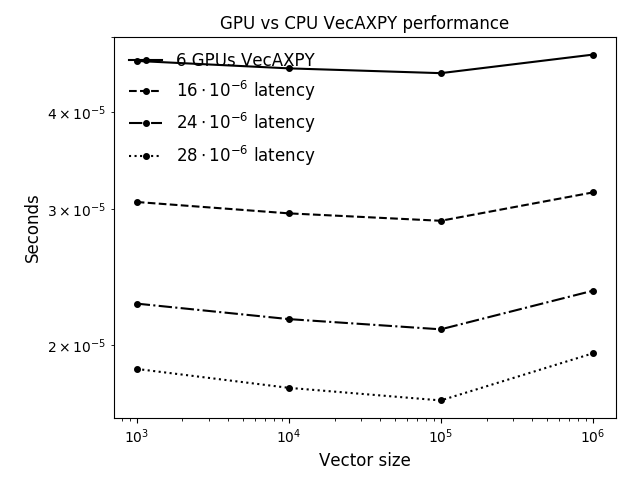 GPU vs CPU VecAXPY performance
6 GPUs VecAXPY
16 · 10⁻⁶ latency
24 · 10⁻⁶ latency
28 · 10⁻⁶ latency
4 × 10⁻⁵
3 × 10⁻⁵
2 × 10⁻⁵
Seconds
10³ 10⁴ 10⁵ 10⁶
Vector size